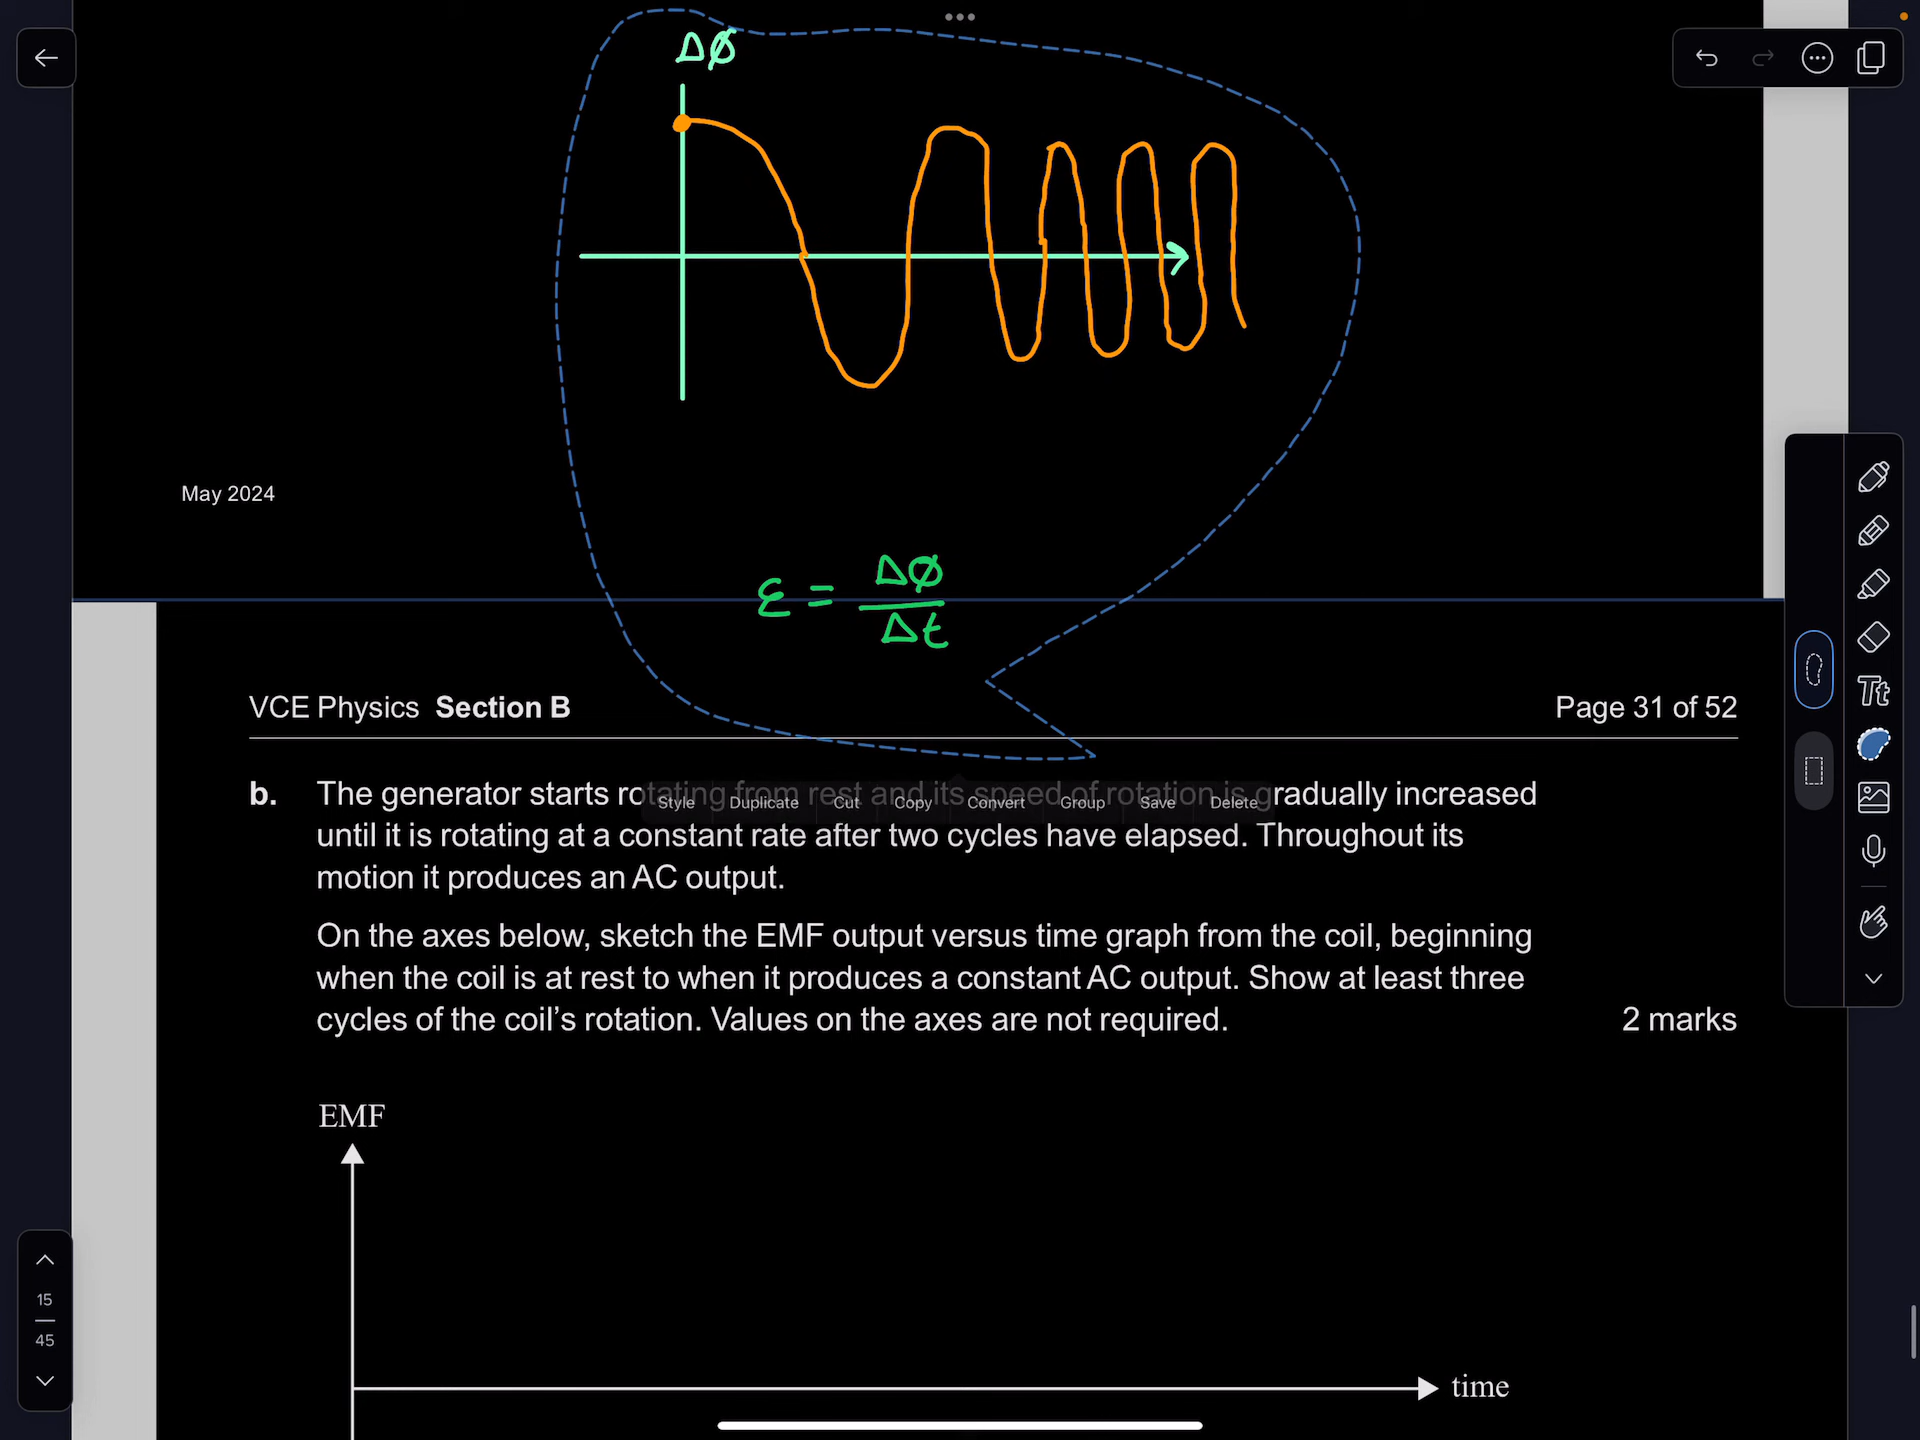 Δø
May 2024
ε = Δø / Δt
VCE Physics Section B
Page 31 of 52
b. The generator starts rotating from rest and its speed of rotation is gradually increased
Style Duplicate Cut Copy Convert Group Save Delete
until it is rotating at a constant rate after two cycles have elapsed. Throughout its
motion it produces an AC output.
On the axes below, sketch the EMF output versus time graph from the coil, beginning
when the coil is at rest to when it produces a constant AC output. Show at least three
cycles of the coil's rotation. Values on the axes are not required.
2 marks
EMF
time
15
45
Tt